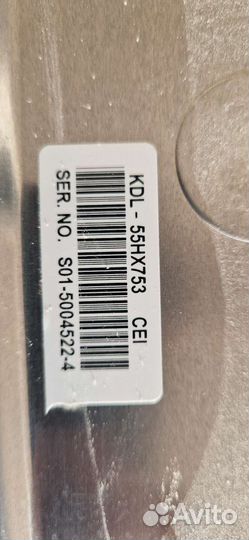 KDL - 55HX753 CEI
SER. NO. S01-5004522-4
Avito